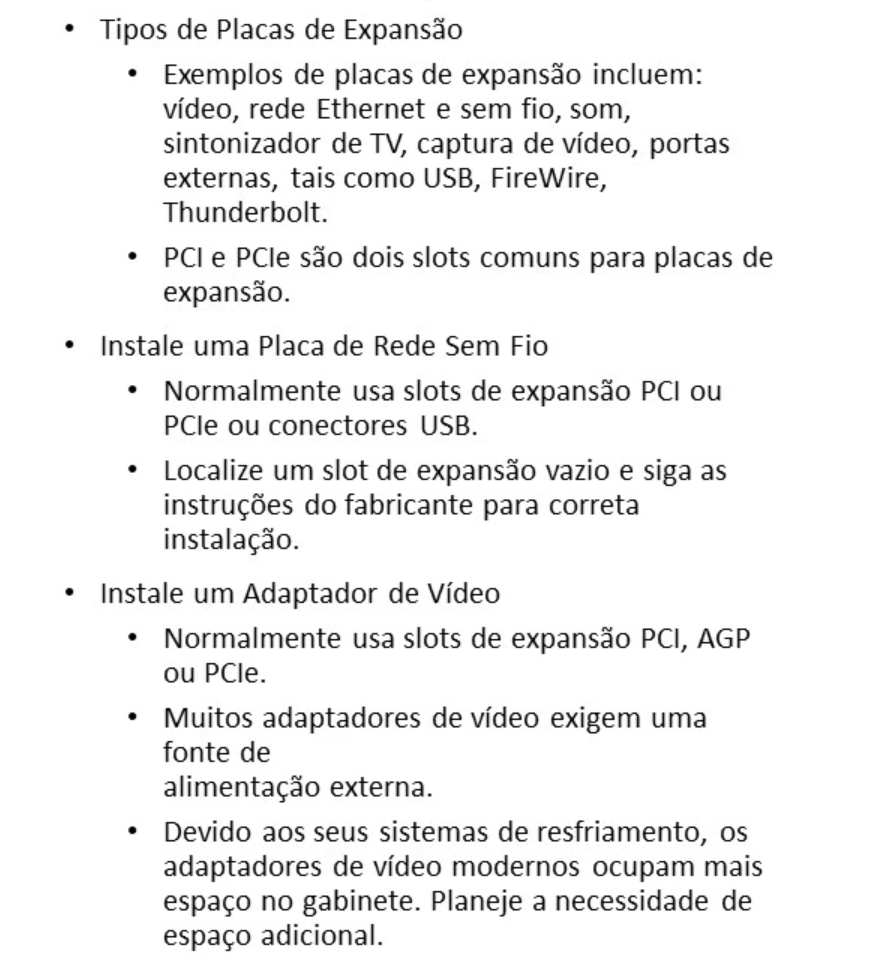 • Tipos de Placas de Expansão
• Exemplos de placas de expansão incluem:
vídeo, rede Ethernet e sem fio, som,
sintonizador de TV, captura de vídeo, portas
externas, tais como USB, FireWire,
Thunderbolt.
• PCI e PCIe são dois slots comuns para placas de
expansão.
• Instale uma Placa de Rede Sem Fio
• Normalmente usa slots de expansão PCI ou
PCIe ou conectores USB.
• Localize um slot de expansão vazio e siga as
instruções do fabricante para correta
instalação.
• Instale um Adaptador de Vídeo
• Normalmente usa slots de expansão PCI, AGP
ou PCIe.
• Muitos adaptadores de vídeo exigem uma
fonte de
alimentação externa.
• Devido aos seus sistemas de resfriamento, os
adaptadores de vídeo modernos ocupam mais
espaço no gabinete. Planeje a necessidade de
espaço adicional.